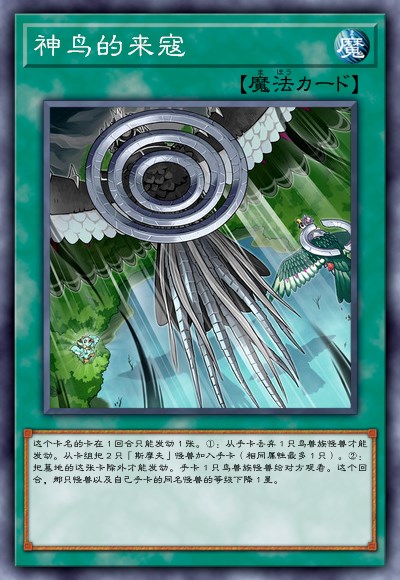 神鸟的来寇
魔
【魔法カード】
这个卡名的卡在1回合只能发动1张。①：从手卡丢弃1只鸟兽族怪兽才能
发动。从卡组把2只「斯摩夫」怪兽加入手卡（相同属性最多1只）。②：
把墓地的这张卡除外才能发动。手卡1只鸟兽族怪兽给对方观看。这个回
合，那只怪兽以及自己手卡的同名怪兽的等级下降1星。